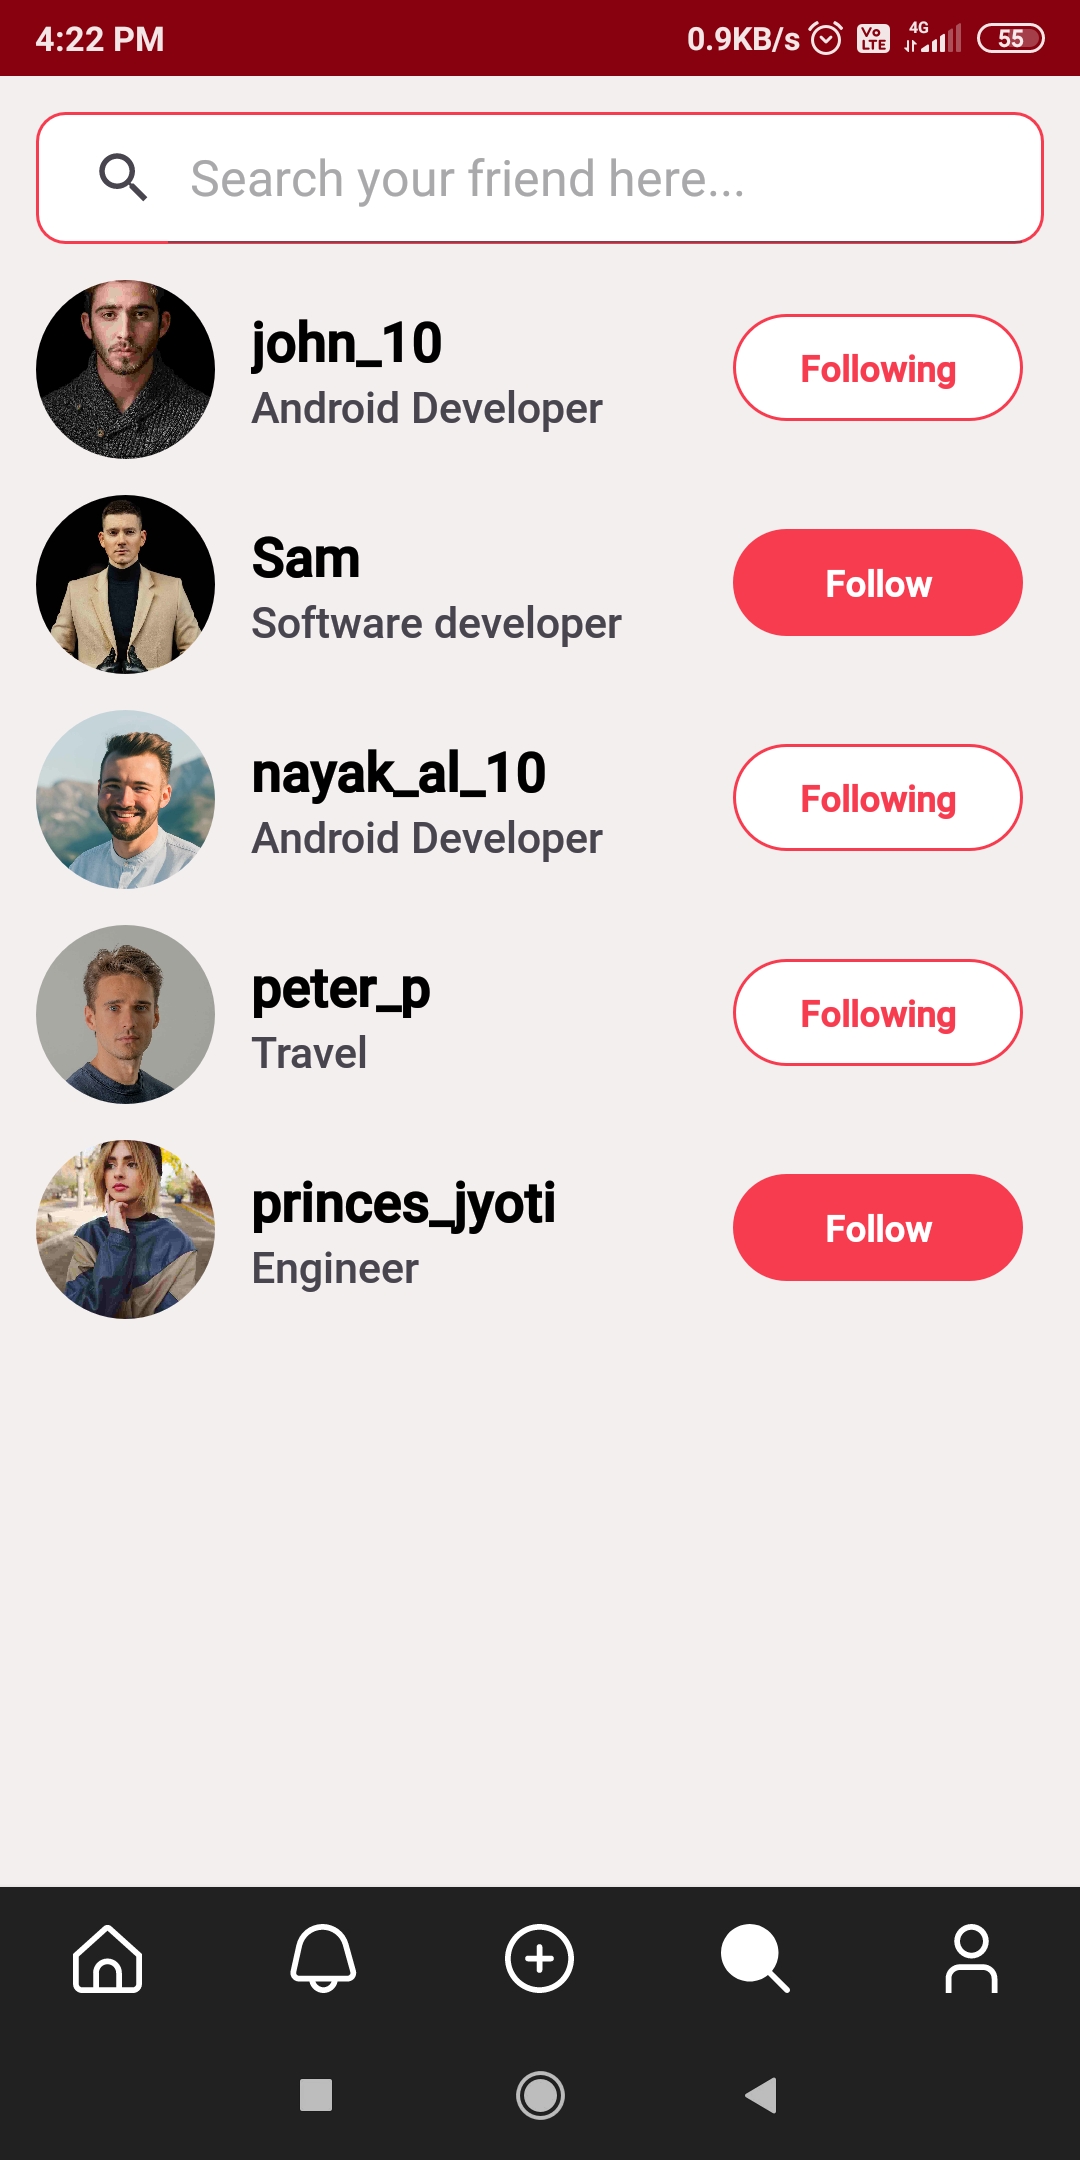 4:22 PM 0.9KB/s Vo LTE 4G 55
Search your friend here...
john_10
Android Developer
Following
Sam
Software developer
Follow
nayak_al_10
Android Developer
Following
peter_p
Travel
Following
princes_jyoti
Engineer
Follow